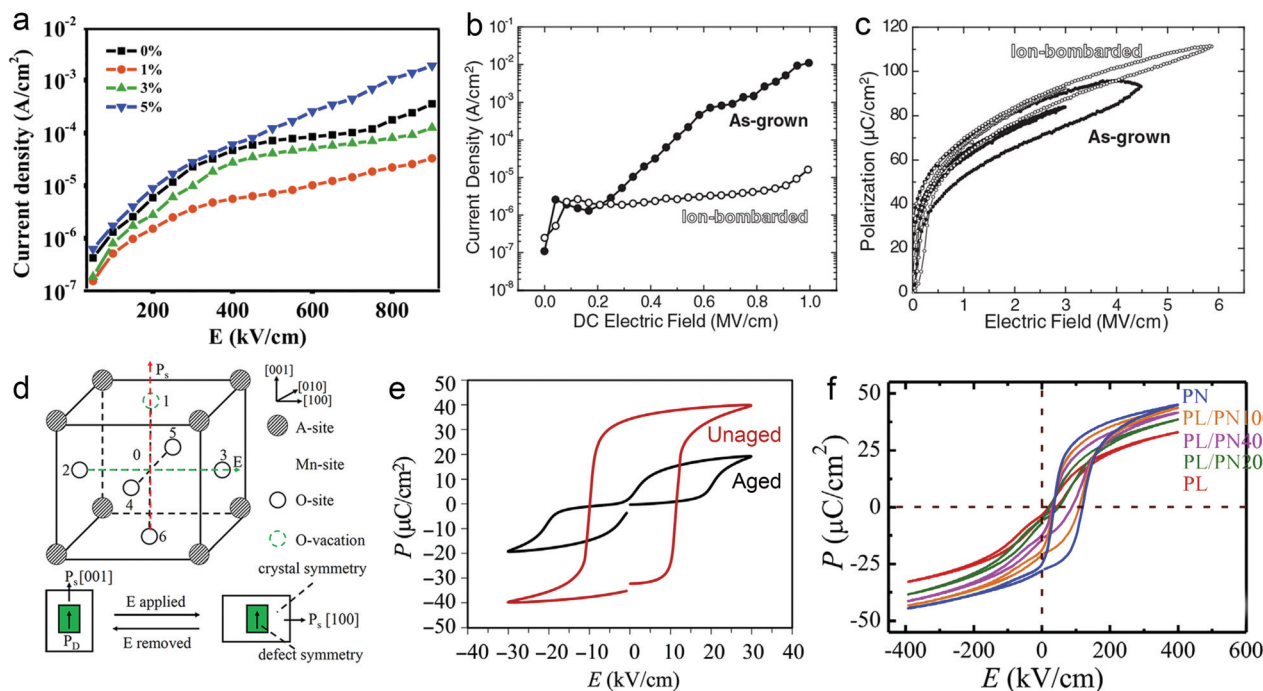 a
Current density (A/cm²)
10⁻²
10⁻³
10⁻⁴
10⁻⁵
10⁻⁶
10⁻⁷
0%
1%
3%
5%
200 400 600 800
E (kV/cm)
b
Current Density (A/cm²)
10⁻¹
10⁻²
10⁻³
10⁻⁴
10⁻⁵
10⁻⁶
10⁻⁷
10⁻⁸
As-grown
Ion-bombarded
0.0 0.2 0.4 0.6 0.8 1.0
DC Electric Field (MV/cm)
c
Polarization (μC/cm²)
120
100
80
60
40
20
0
Ion-bombarded
As-grown
0 1 2 3 4 5 6
Electric Field (MV/cm)
d
Pₛ
[001]
[010]
[100]
1
5
0
2
3
E
4
6
A-site
Mn-site
O-site
O-vacation
crystal symmetry
Pₛ[001]
E applied
E removed
P_D
Pₛ [100]
defect symmetry
e
P (μC/cm²)
50
40
30
20
10
0
−10
−20
−30
−40
−50
Unaged
Aged
−30 −20 −10 0 10 20 30
E (kV/cm)
f
P (μC/cm²)
50
25
0
-25
-50
PN
PL/PN10
PL/PN40
PL/PN20
PL
-400 -200 0 200 400 600
E (kV/cm)